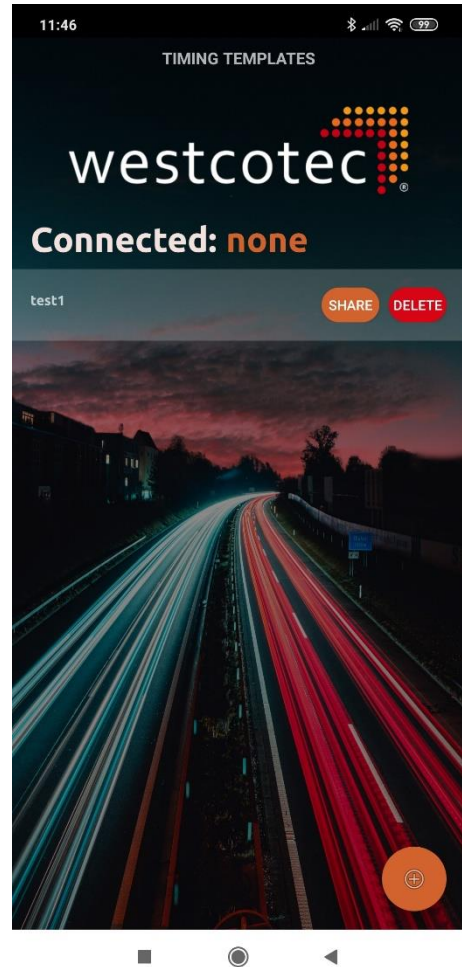 11:46
99
TIMING TEMPLATES
westcotec®
Connected: none
test1
SHARE DELETE